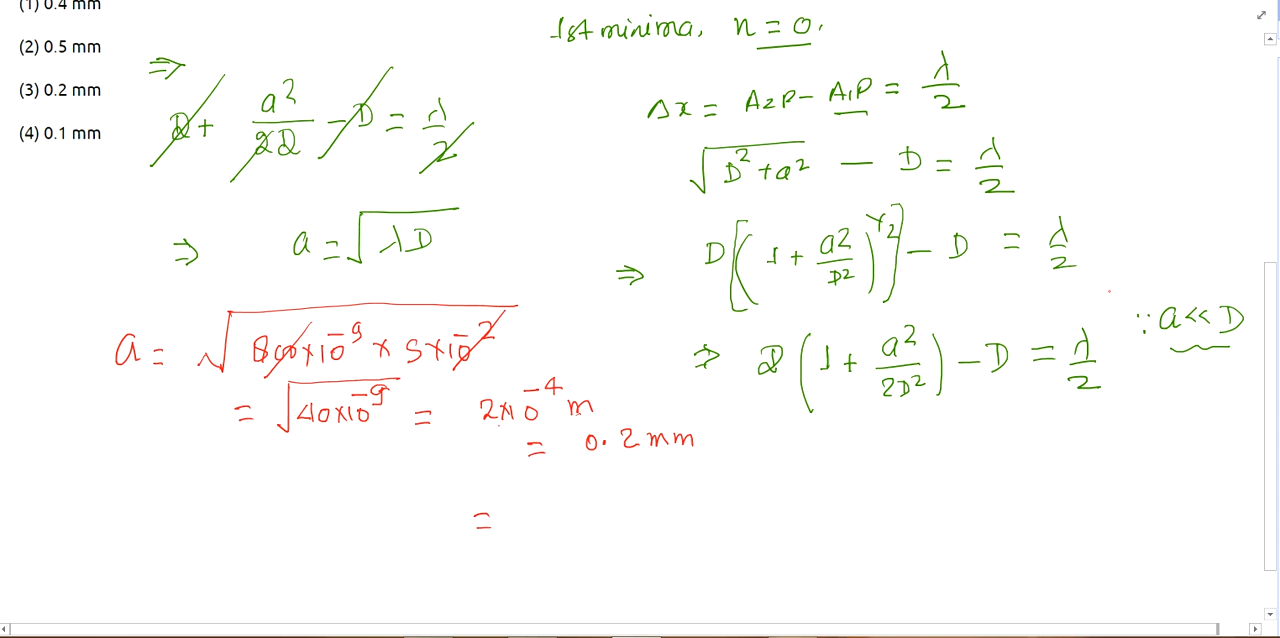 (1) 0.4 mm
(2) 0.5 mm
(3) 0.2 mm
(4) 0.1 mm
1st minima, n = 0.
Δx = A2P - A1P = λ/2
√(D² + a²) - D = λ/2
⇒ D[(1 + a²/D²)^1/2] - D = λ/2
∵ a << D
⇒ D(1 + a²/2D²) - D = λ/2
⇒ D + a²/2D - D = λ/2
⇒ a = √λD
a = √800×10⁻⁹ × 5×10⁻²
= √40×10⁻⁹ = 2×10⁻⁴ m
= 0.2 mm
=